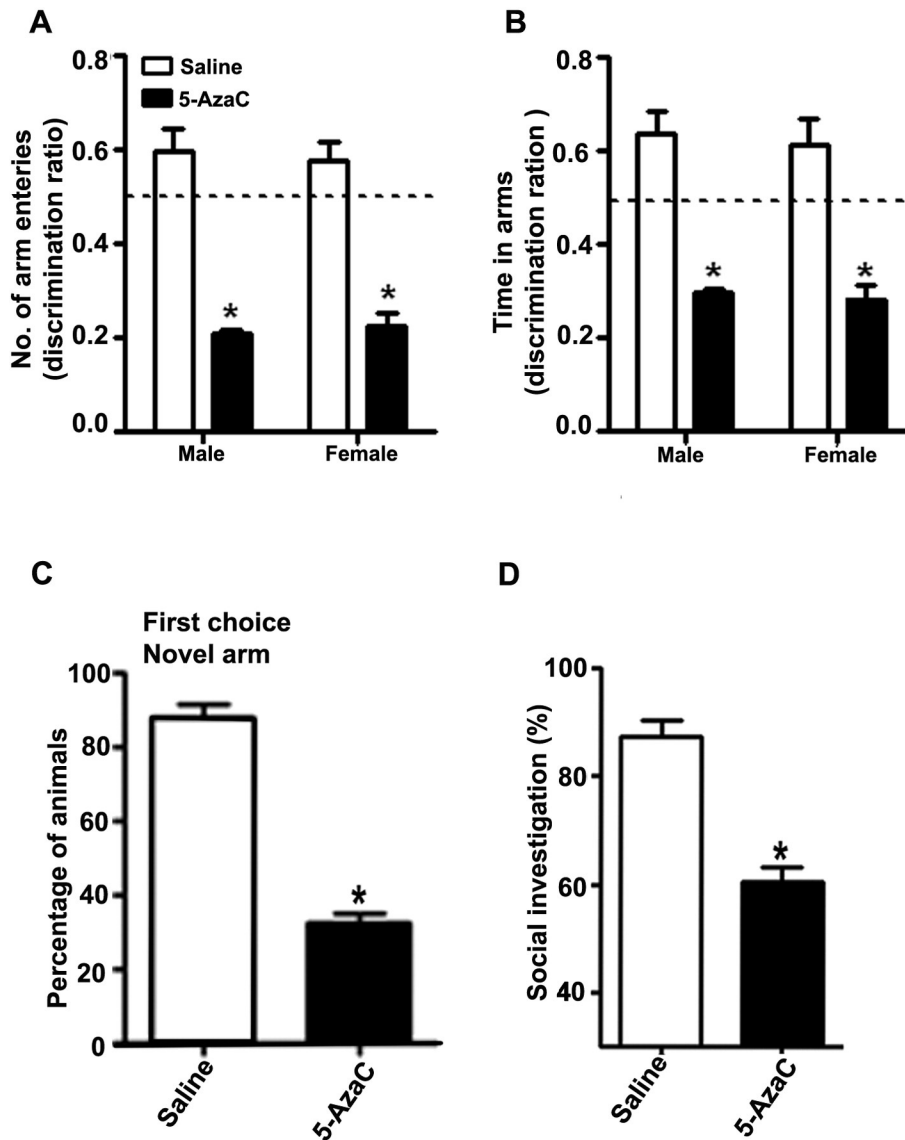 A
No. of arm enteries
(discrimination ratio)
0.8
0.6
0.4
0.2
0.0
Saline
5-AzaC
*
*
Male
Female
B
Time in arms
(discrimination ration )
0.8
0.6
0.4
0.2
0.0
*
*
Male
Female
C
First choice
Novel arm
Percentage of animals
100
80
60
40
20
0
*
Saline
5-AzaC
D
Social investigation (%)
100
80
60
40
*
Saline
5-AzaC